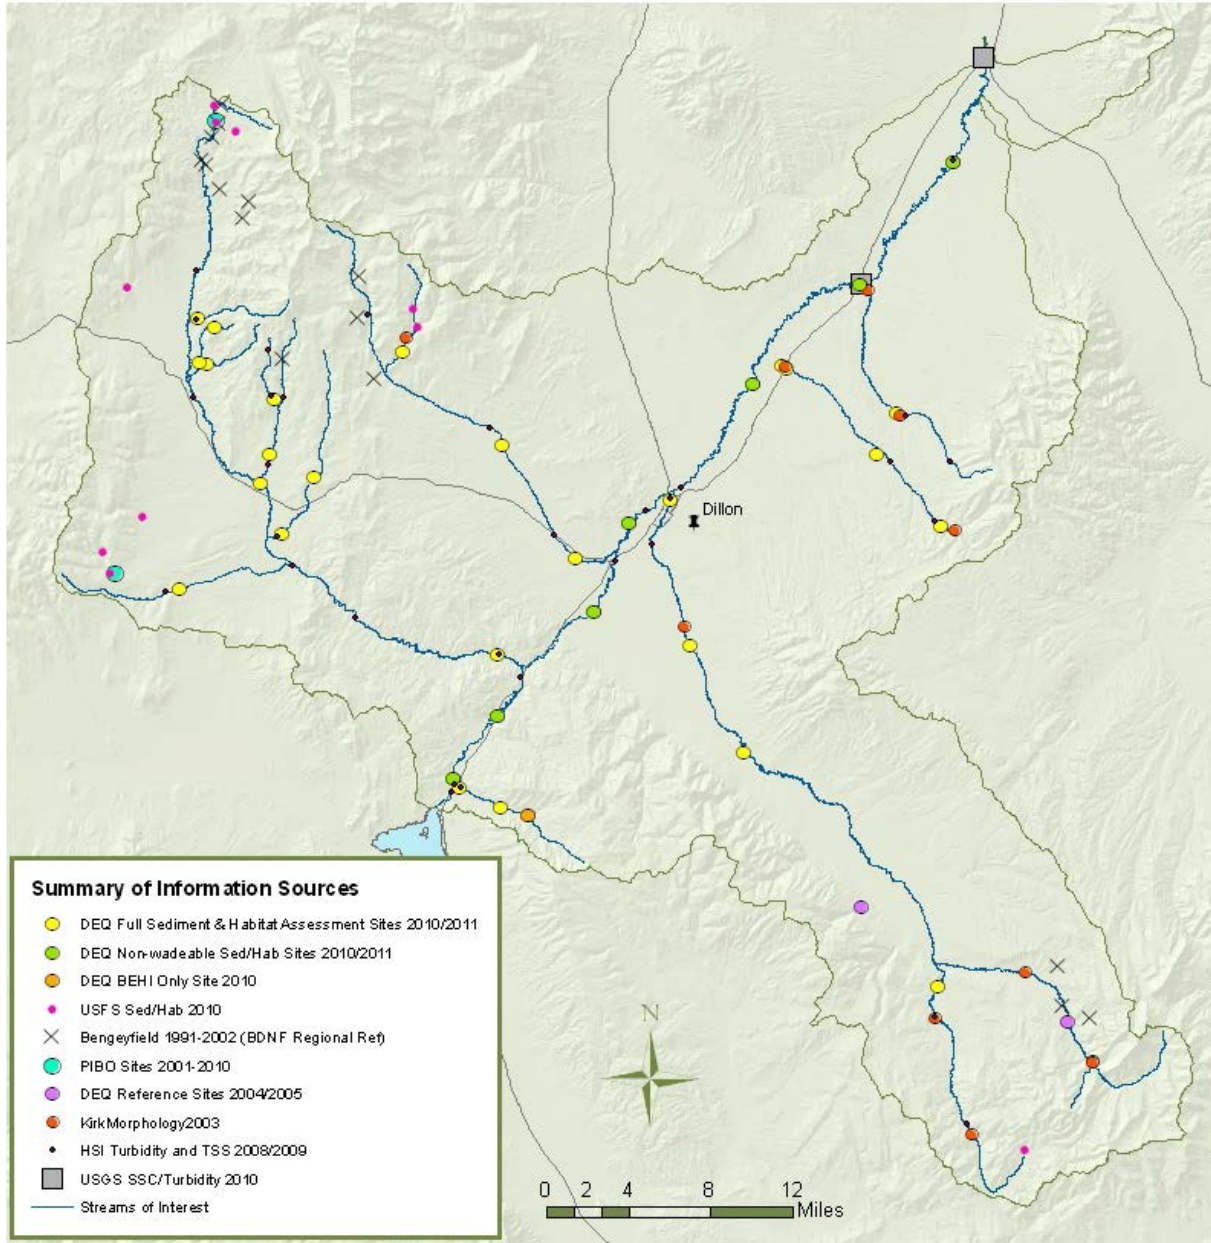 Dillon
Summary of Information Sources
DEQ Full Sediment & Habitat Assessment Sites 2010/2011
DEQ Non-wadeable Sed/Hab Sites 2010/2011
DEQ BEHI Only Site 2010
USFS Sed/Hab 2010
Bengeyfield 1991-2002 (BDNF Regional Ref)
PIBO Sites 2001-2010
DEQ Reference Sites 2004/2005
Kirk Morphology 2003
HSI Turbidity and TSS 2008/2009
USGS SSC/Turbidity 2010
Streams of Interest
N
0 2 4 8 12
Miles